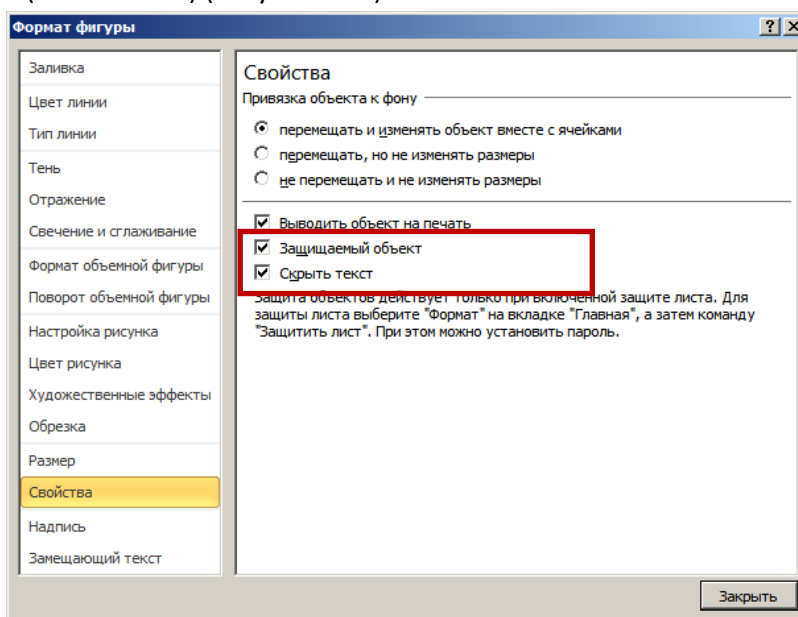 Формат фигуры
Заливка
Цвет линии
Тип линии
Тень
Отражение
Свечение и сглаживание
Формат объемной фигуры
Поворот объемной фигуры
Настройка рисунка
Цвет рисунка
Художественные эффекты
Обрезка
Размер
Свойства
Надпись
Замещающий текст
Свойства
Привязка объекта к фону
перемещать и изменять объект вместе с ячейками
перемещать, но не изменять размеры
не перемещать и не изменять размеры
Выводить объект на печать
Защищаемый объект
Скрыть текст
Защита объектов действует только при включенной защите листа. Для
защиты листа выберите "Формат" на вкладке "Главная", а затем команду
"Защитить лист". При этом можно установить пароль.
Закрыть